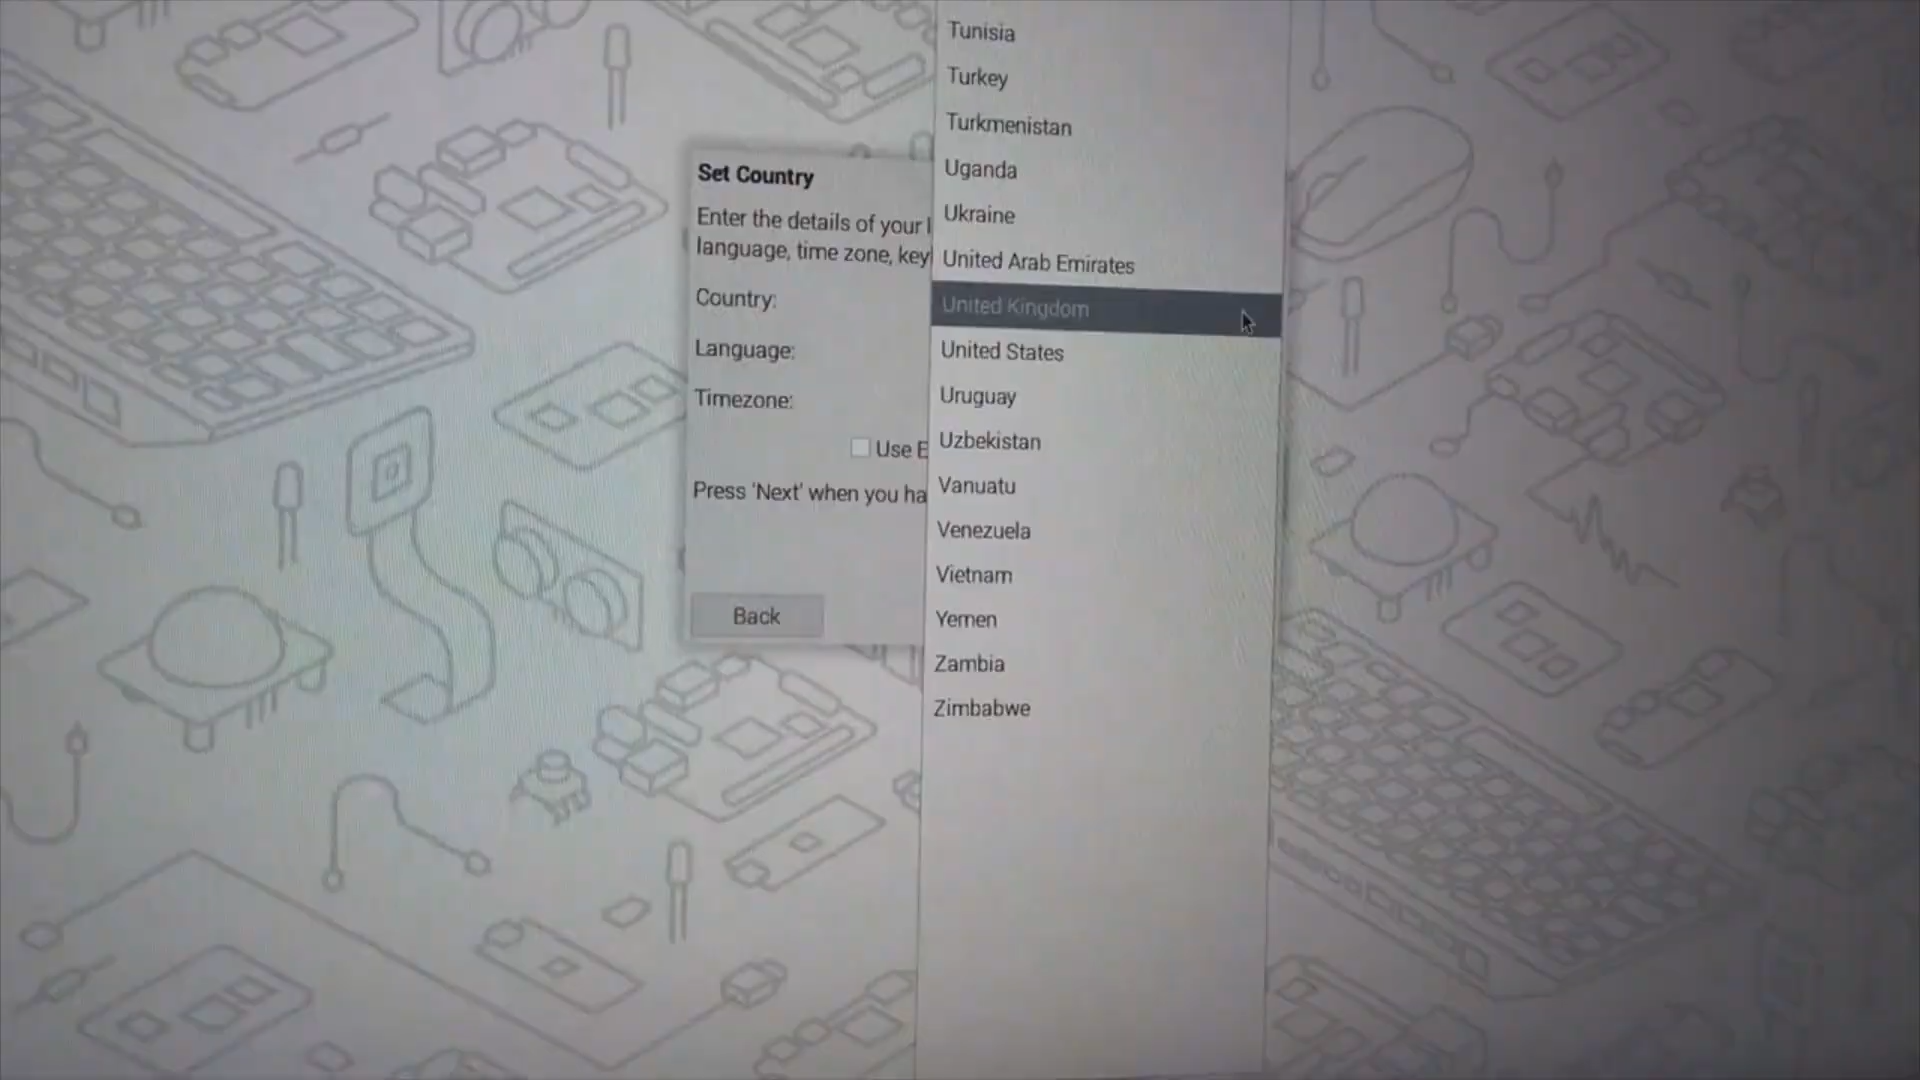 Set Country
Enter the details of your l
language, time zone, key
Country:
Language:
Timezone:
Use E
Press 'Next' when you ha
Back
Tunisia
Turkey
Turkmenistan
Uganda
Ukraine
United Arab Emirates
United Kingdom
United States
Uruguay
Uzbekistan
Vanuatu
Venezuela
Vietnam
Yemen
Zambia
Zimbabwe